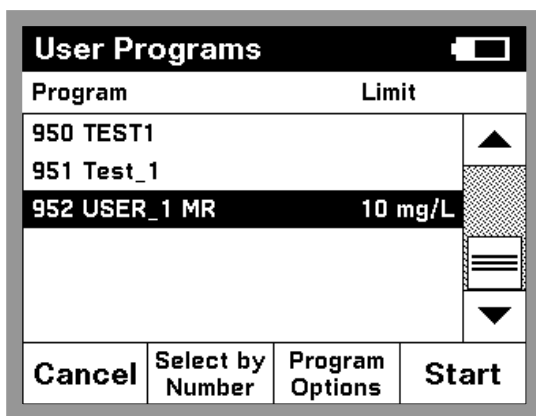 User Programs
Program Limit
950 TEST1
951 Test_1
952 USER_1 MR 10 mg/L
Cancel Select by Number Program Options Start